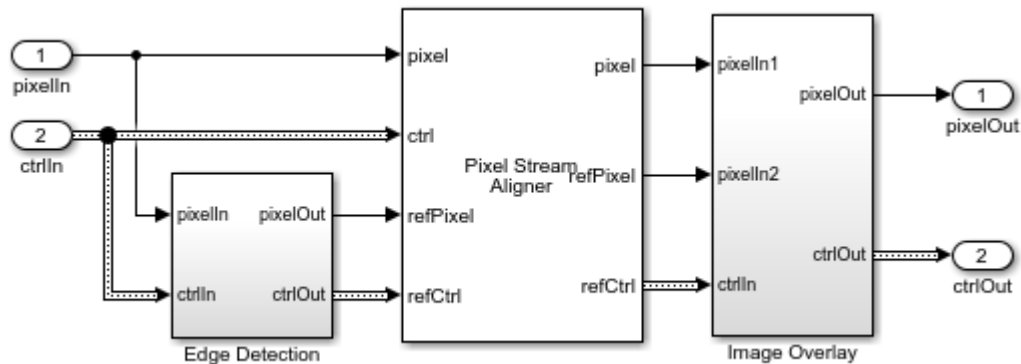 1
pixelIn
2
ctrlIn
pixelIn
ctrlIn
pixelOut
ctrlOut
Edge Detection
pixel
ctrl
refPixel
refCtrl
Pixel Stream
Aligner
pixel
refPixel
refCtrl
pixelIn1
pixelIn2
ctrlIn
pixelOut
ctrlOut
Image Overlay
1
pixelOut
2
ctrlOut